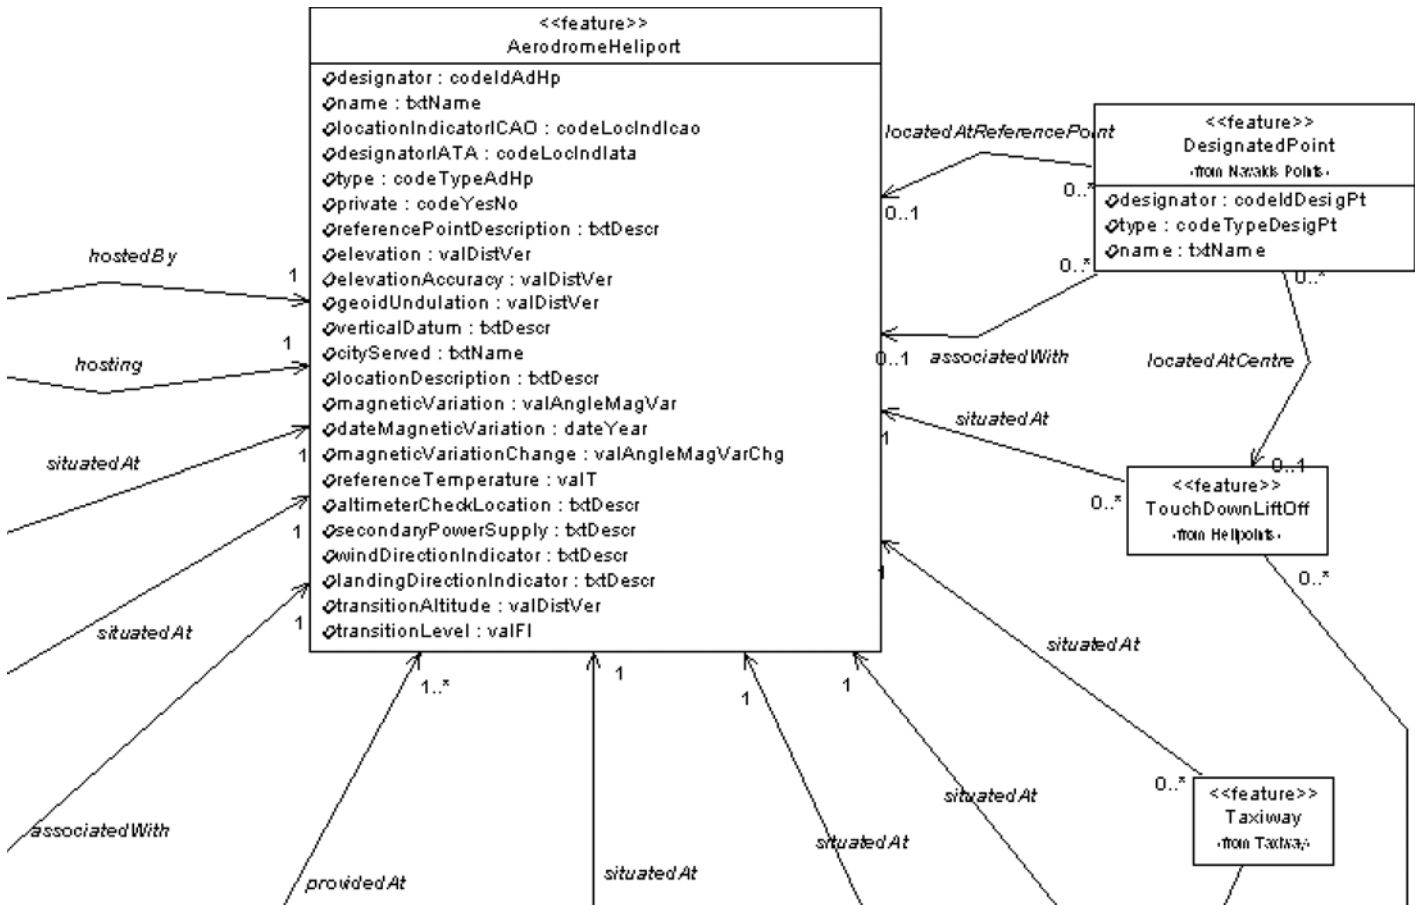 <<feature>>
AerodromeHeliport
designator : codeIdAdHp
name : txtName
locationIndicatorICAO : codeLocIndIcao
designatorIATA : codeLocIndIata
type : codeTypeAdHp
private : codeYesNo
referencePointDescription : txtDescr
elevation : valDistVer
elevationAccuracy : valDistVer
geoidUndulation : valDistVer
verticalDatum : txtDescr
cityServed : txtName
locationDescription : txtDescr
magneticVariation : valAngleMagVar
dateMagneticVariation : dateYear
magneticVariationChange : valAngleMagVarChg
referenceTemperature : valT
altimeterCheckLocation : txtDescr
secondaryPowerSupply : txtDescr
windDirectionIndicator : txtDescr
landingDirectionIndicator : txtDescr
transitionAltitude : valDistVer
transitionLevel : valFl
hostedBy
1
hosting
1
situatedAt
1
situatedAt
1
associatedWith
1
providedAt
1..*
situatedAt
1
situatedAt
1
situatedAt
1
locatedAtReferencePoint
0..*
0..1
<<feature>>
DesignatedPoint
(from Navaids Points)
designator : codeIdDesigPt
type : codeTypeDesigPt
name : txtName
0..*
associatedWith
0..1
0..*
locatedAtCentre
0..1
situatedAt
1
0..*
<<feature>>
TouchDownLiftOff
0..*
situatedAt
1
0..*
<<feature>>
Taxiway
(from Taxiway)